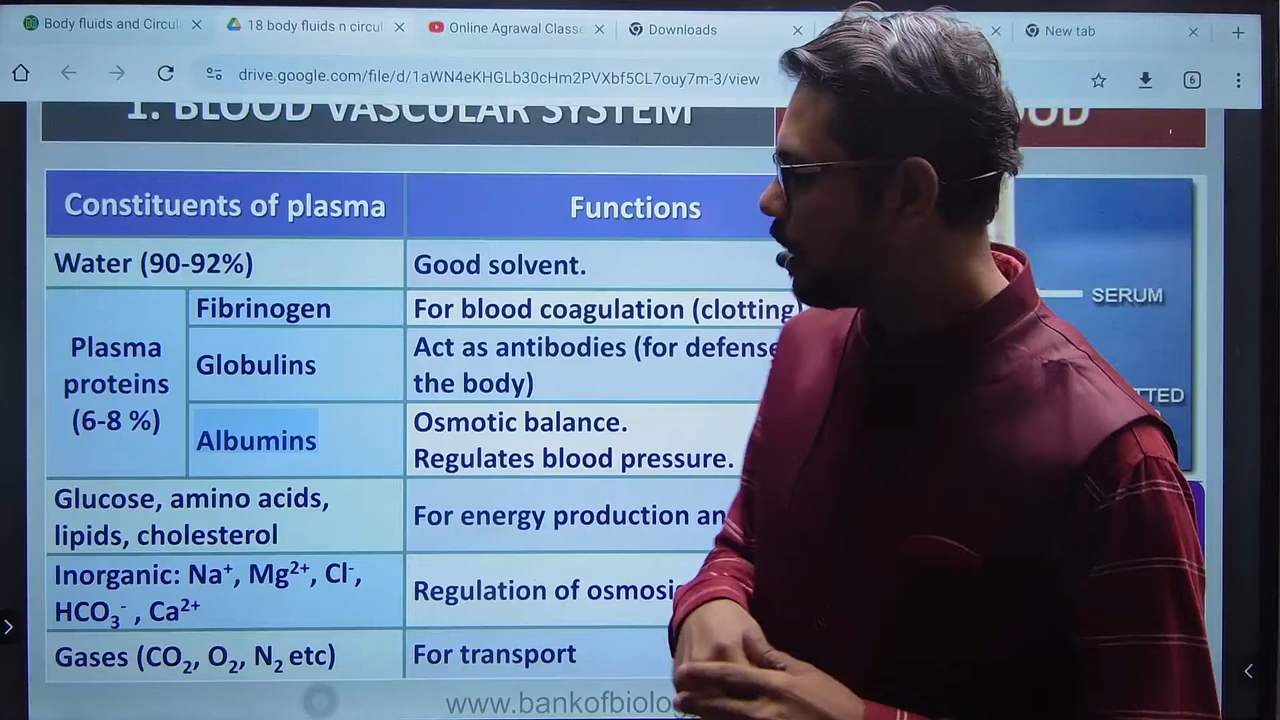 Body fluids and Circul
18 body fluids n circul
Online Agrawal Classe
Downloads
New tab
drive.google.com/file/d/1aWN4eKHGLb30cHm2PVXbf5CL7ouy7m-3/view
6
1. BLOOD VASCULAR SYSTEM
OOD
Constituents of plasma
Functions
Water (90-92%)
Good solvent.
Plasma
proteins
(6-8 %)
Fibrinogen
For blood coagulation (clotting)
Globulins
Act as antibodies (for defense
the body)
Albumins
Osmotic balance.
Regulates blood pressure.
Glucose, amino acids,
lipids, cholesterol
For energy production an
Inorganic: Na⁺, Mg²⁺, Cl⁻,
HCO₃⁻ , Ca²⁺
Regulation of osmosi
Gases (CO₂, O₂, N₂ etc)
For transport
SERUM
TTED
www.bankofbiolog